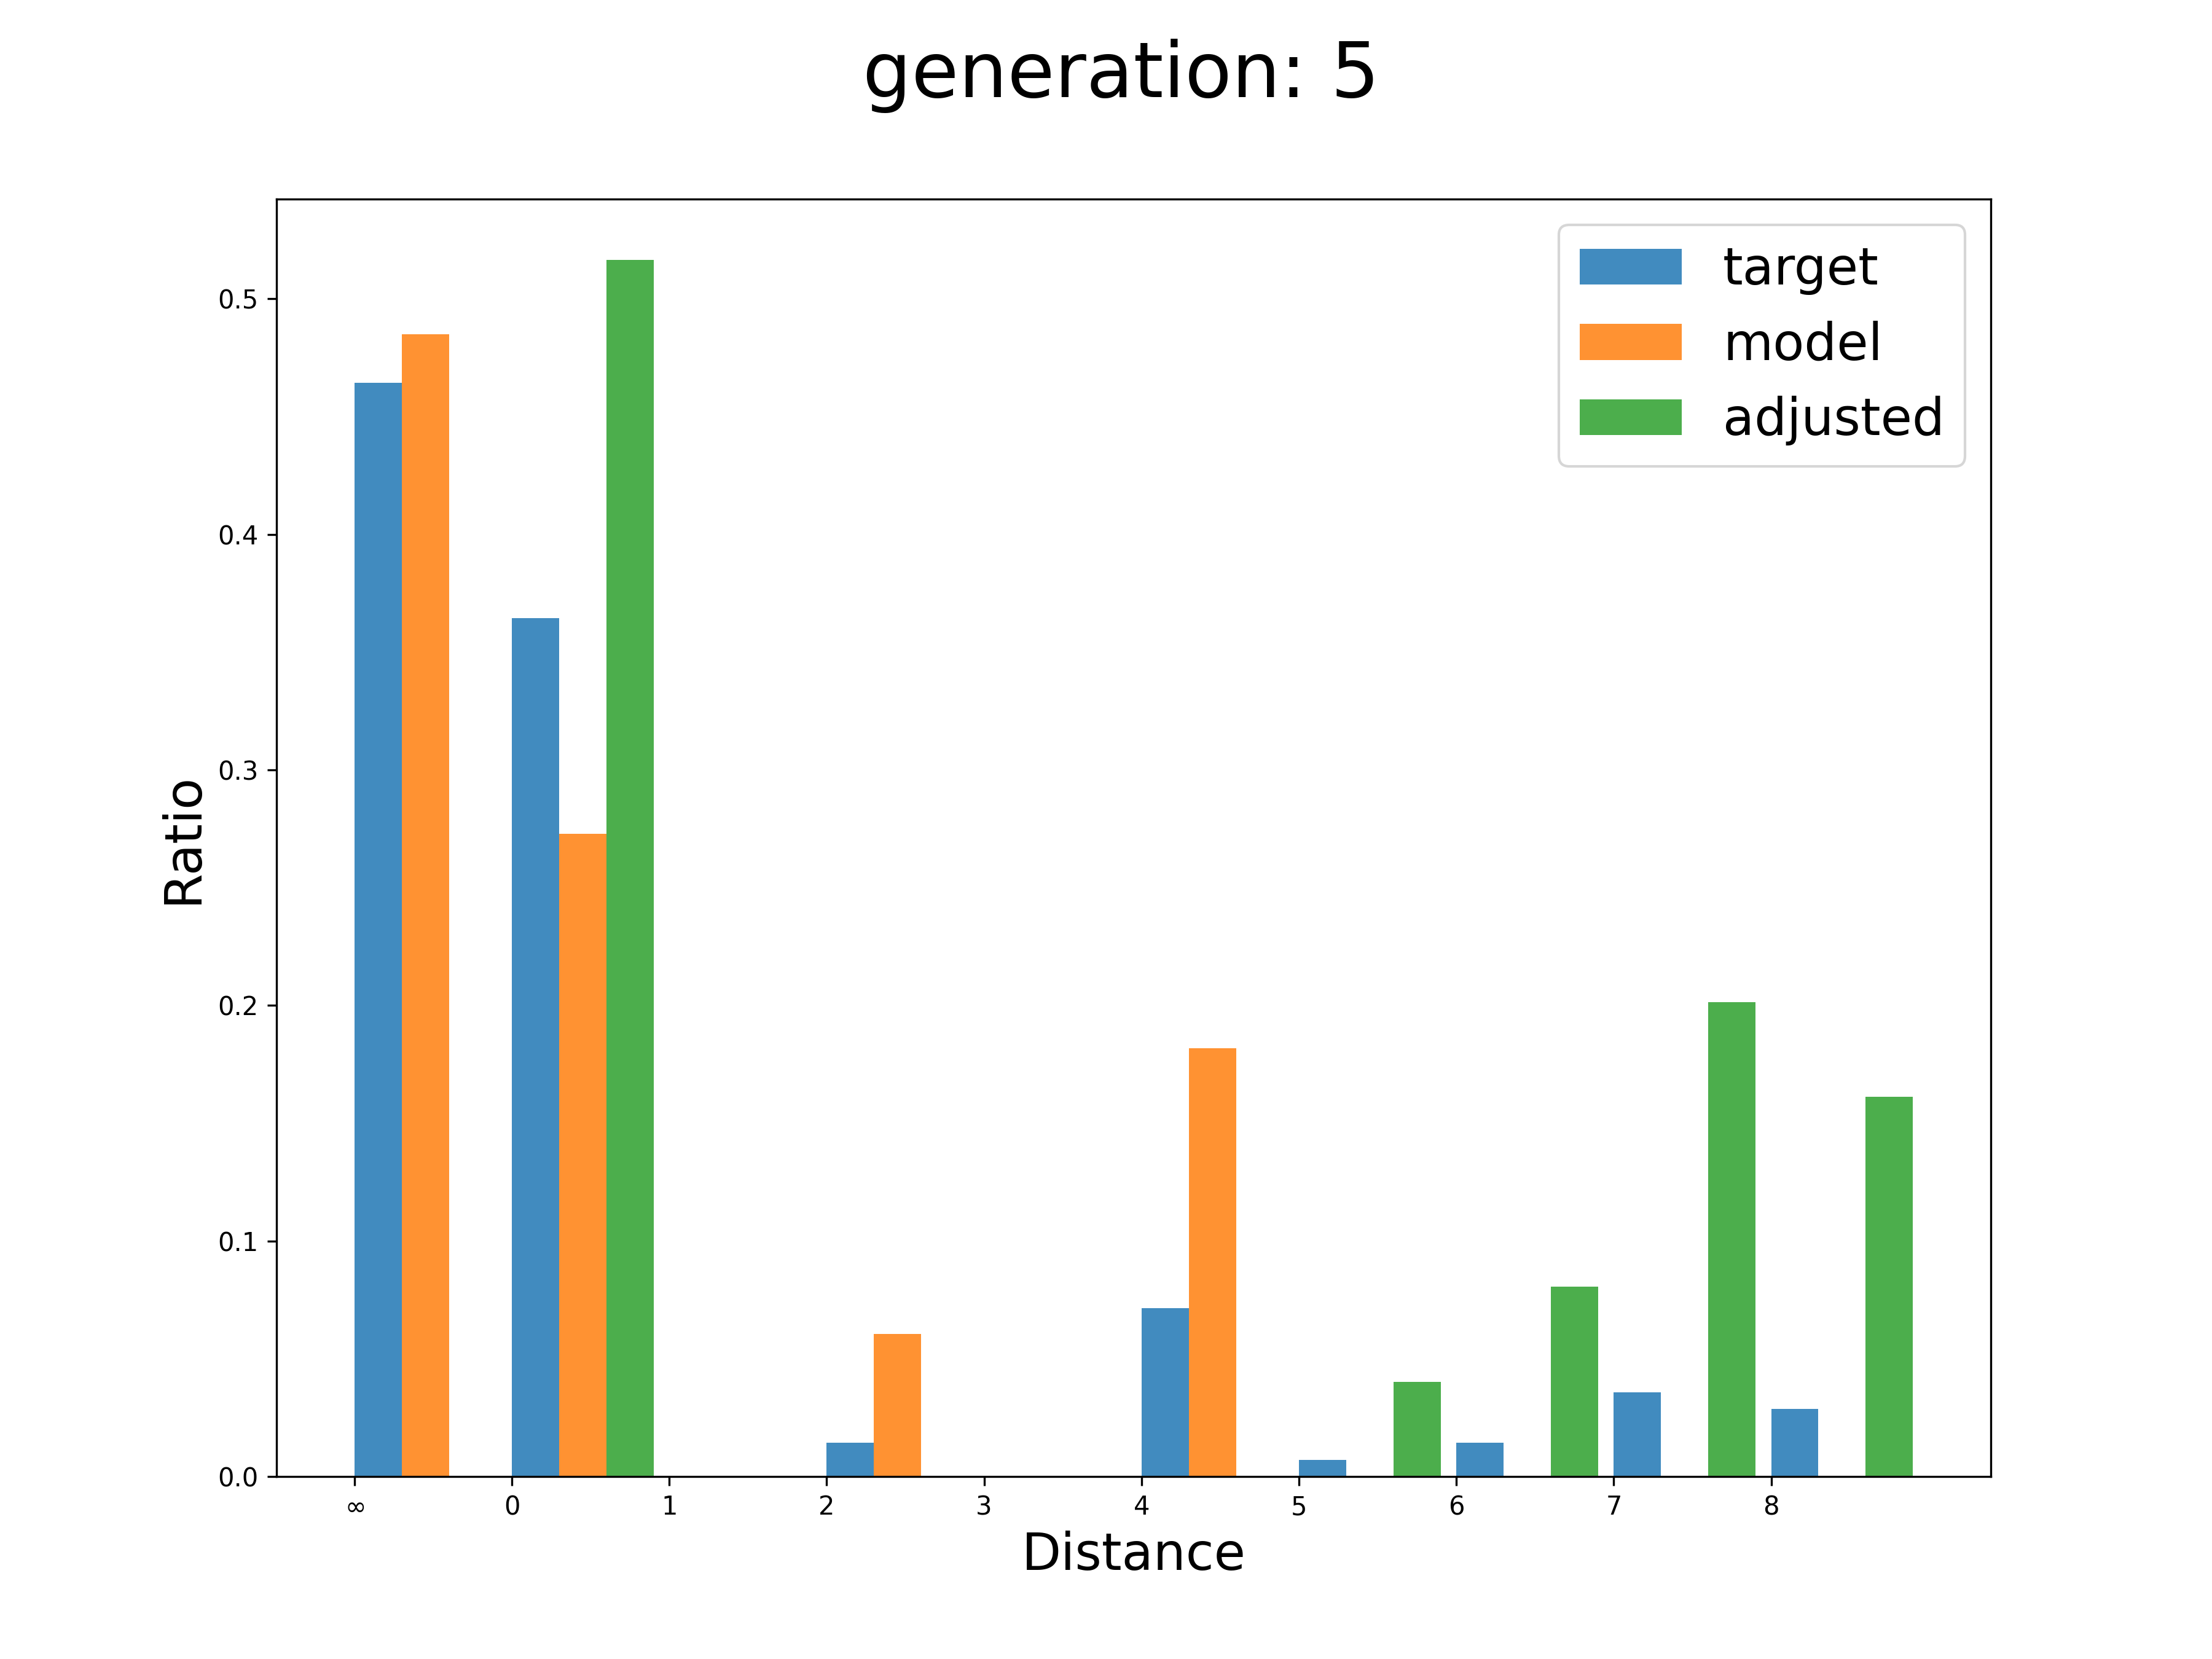 generation: 5
target
model
adjusted
0.5
0.4
0.3
0.2
0.1
0.0
Ratio
∞ 0 1 2 3 4 5 6 7 8
Distance